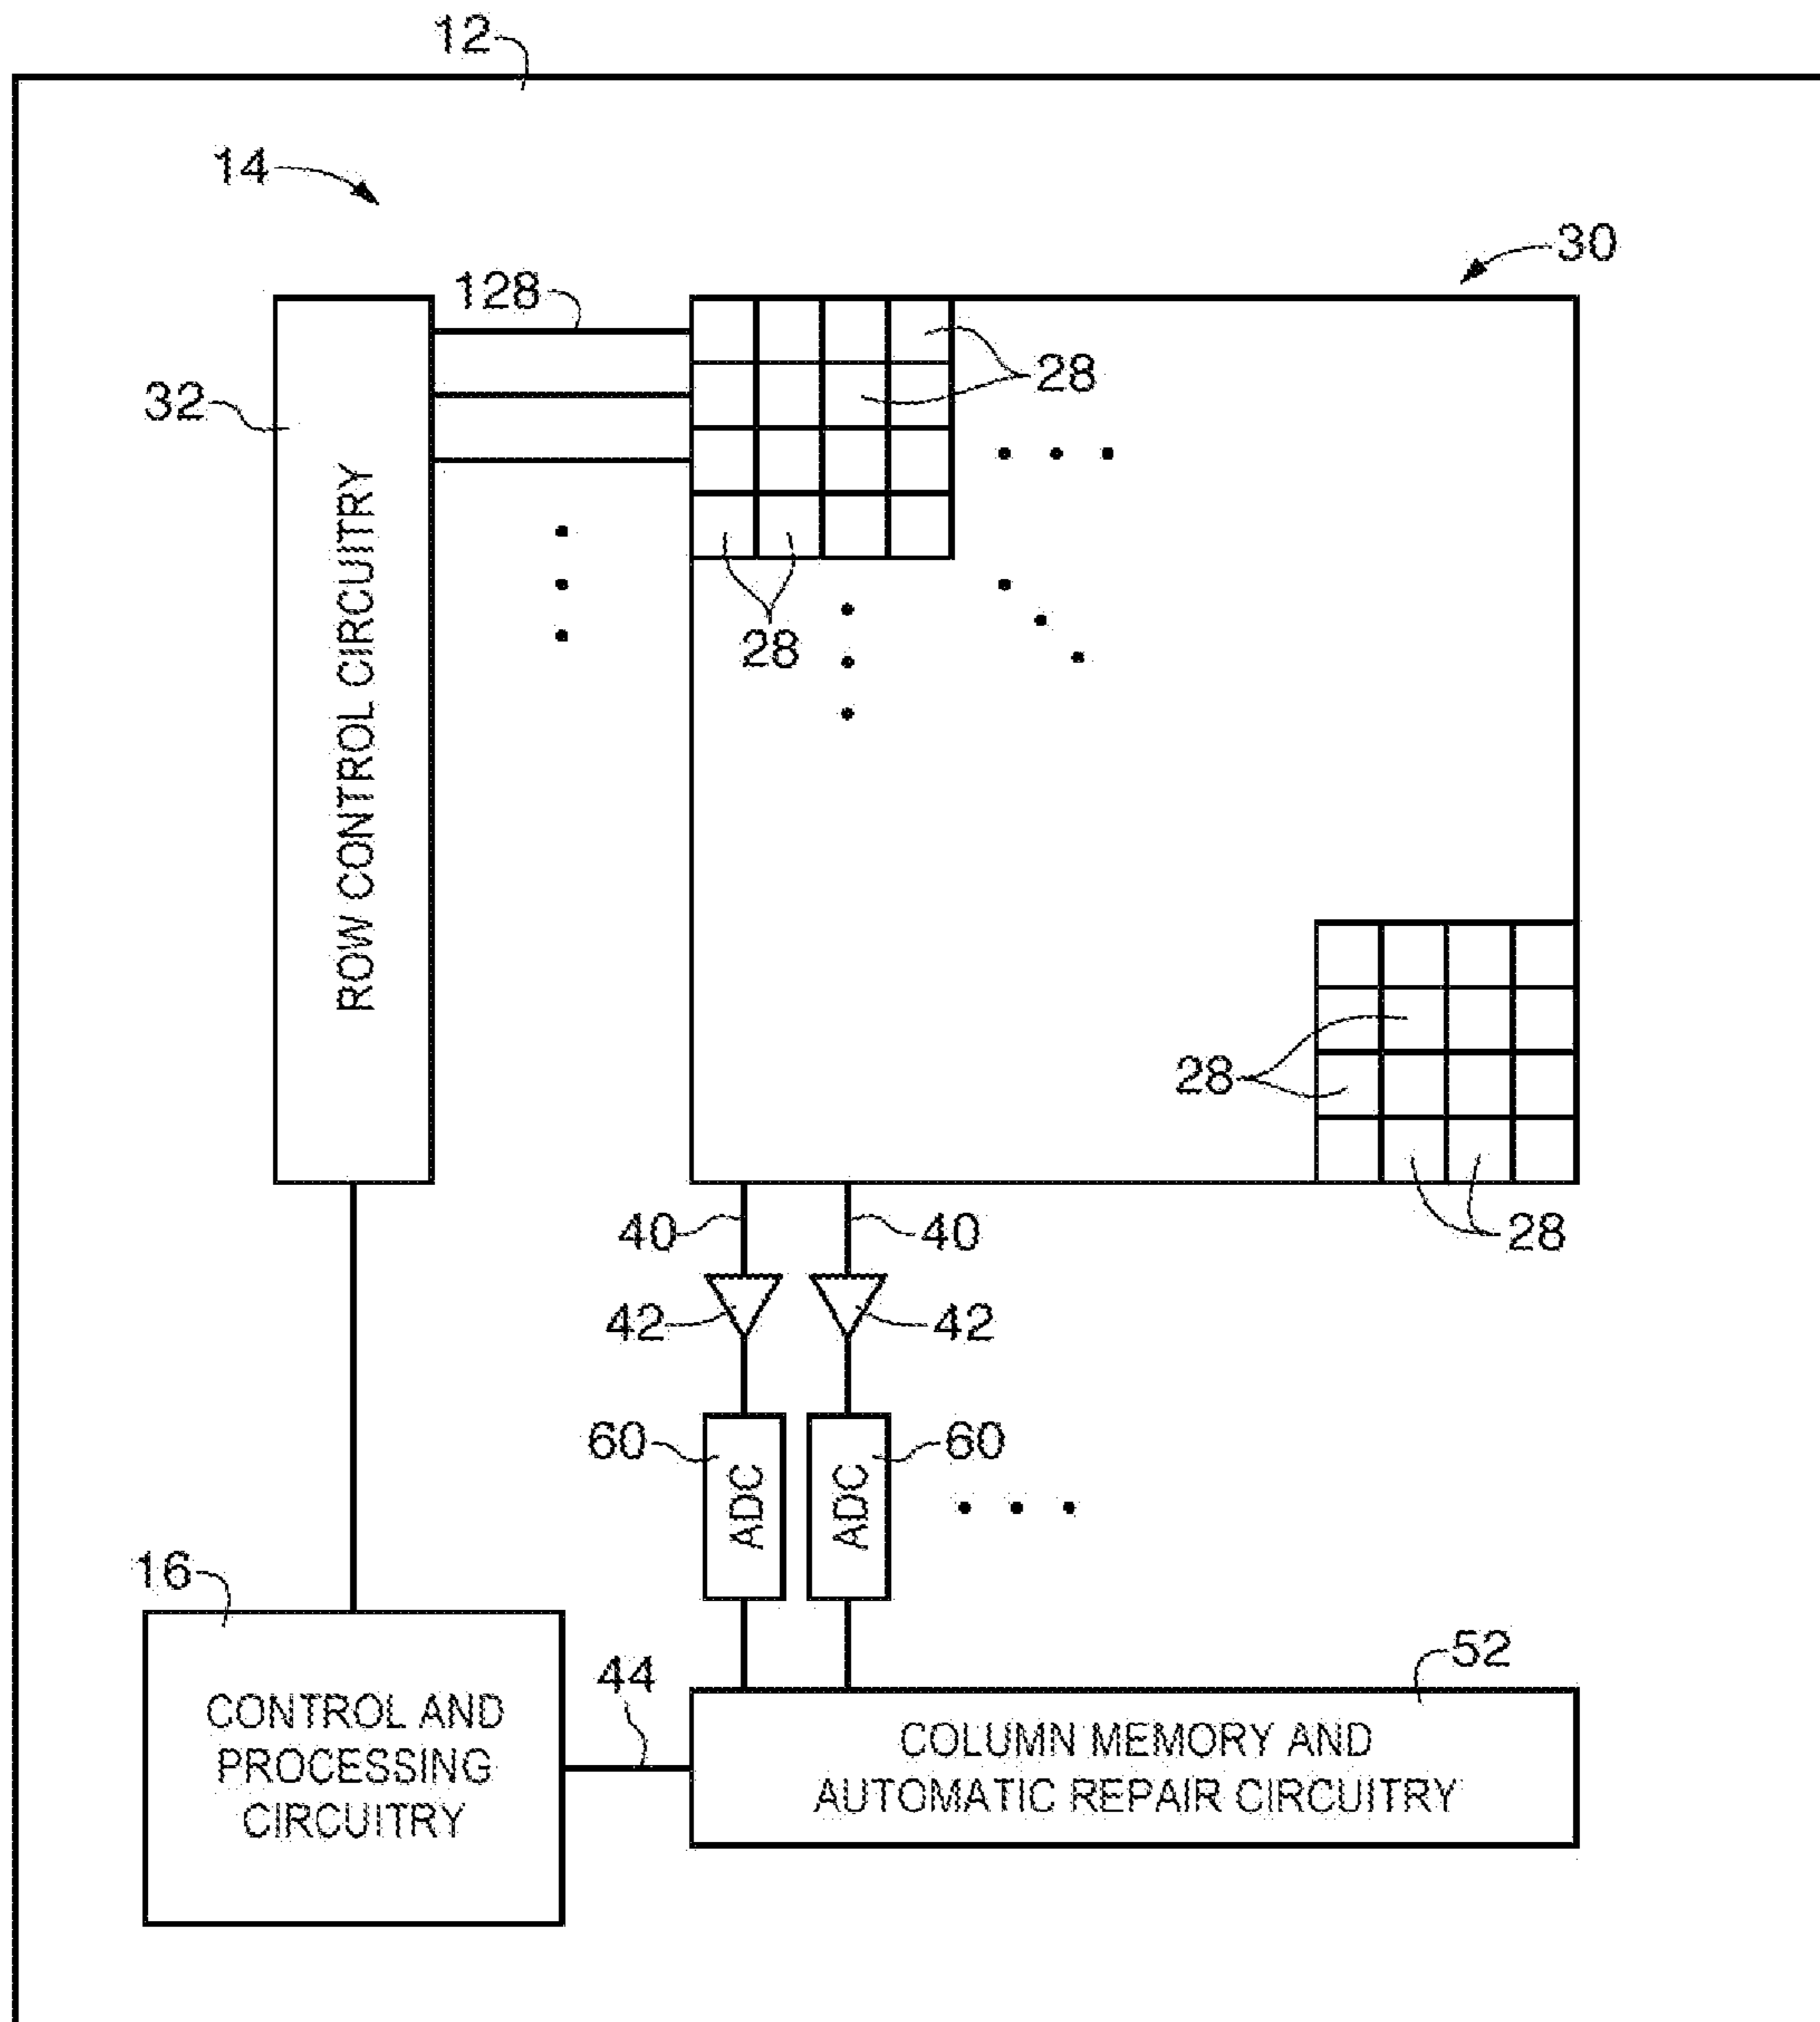 12
14
30
128
28
32
ROW CONTROL CIRCUITRY
28
28
28
40
40
42
42
60
60
ADC
ADC
16
52
44
CONTROL AND
PROCESSING
CIRCUITRY
COLUMN MEMORY AND
AUTOMATIC REPAIR CIRCUITRY